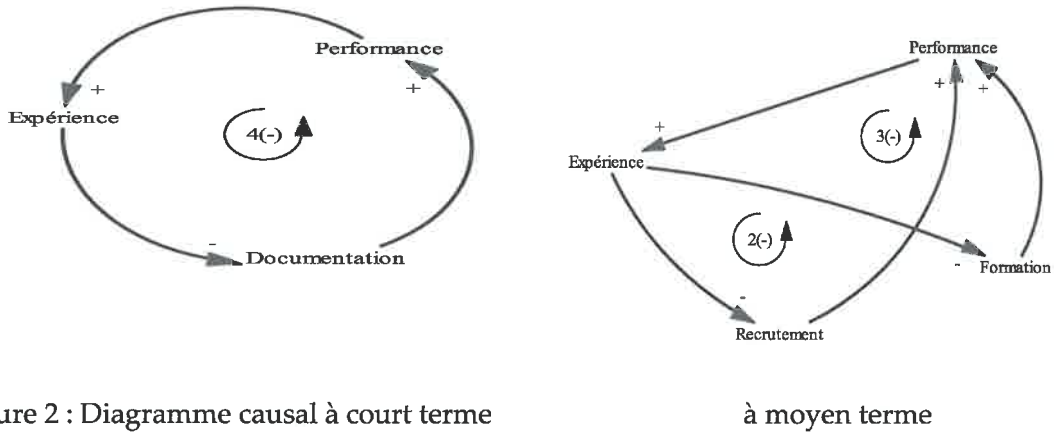 Performance
+
+
Expérience
4(-)
-
Documentation
Performance
+
+
+
3(-)
Expérience
2(-)
-
Formation
-
Recrutement
ure 2 : Diagramme causal à court terme
à moyen terme